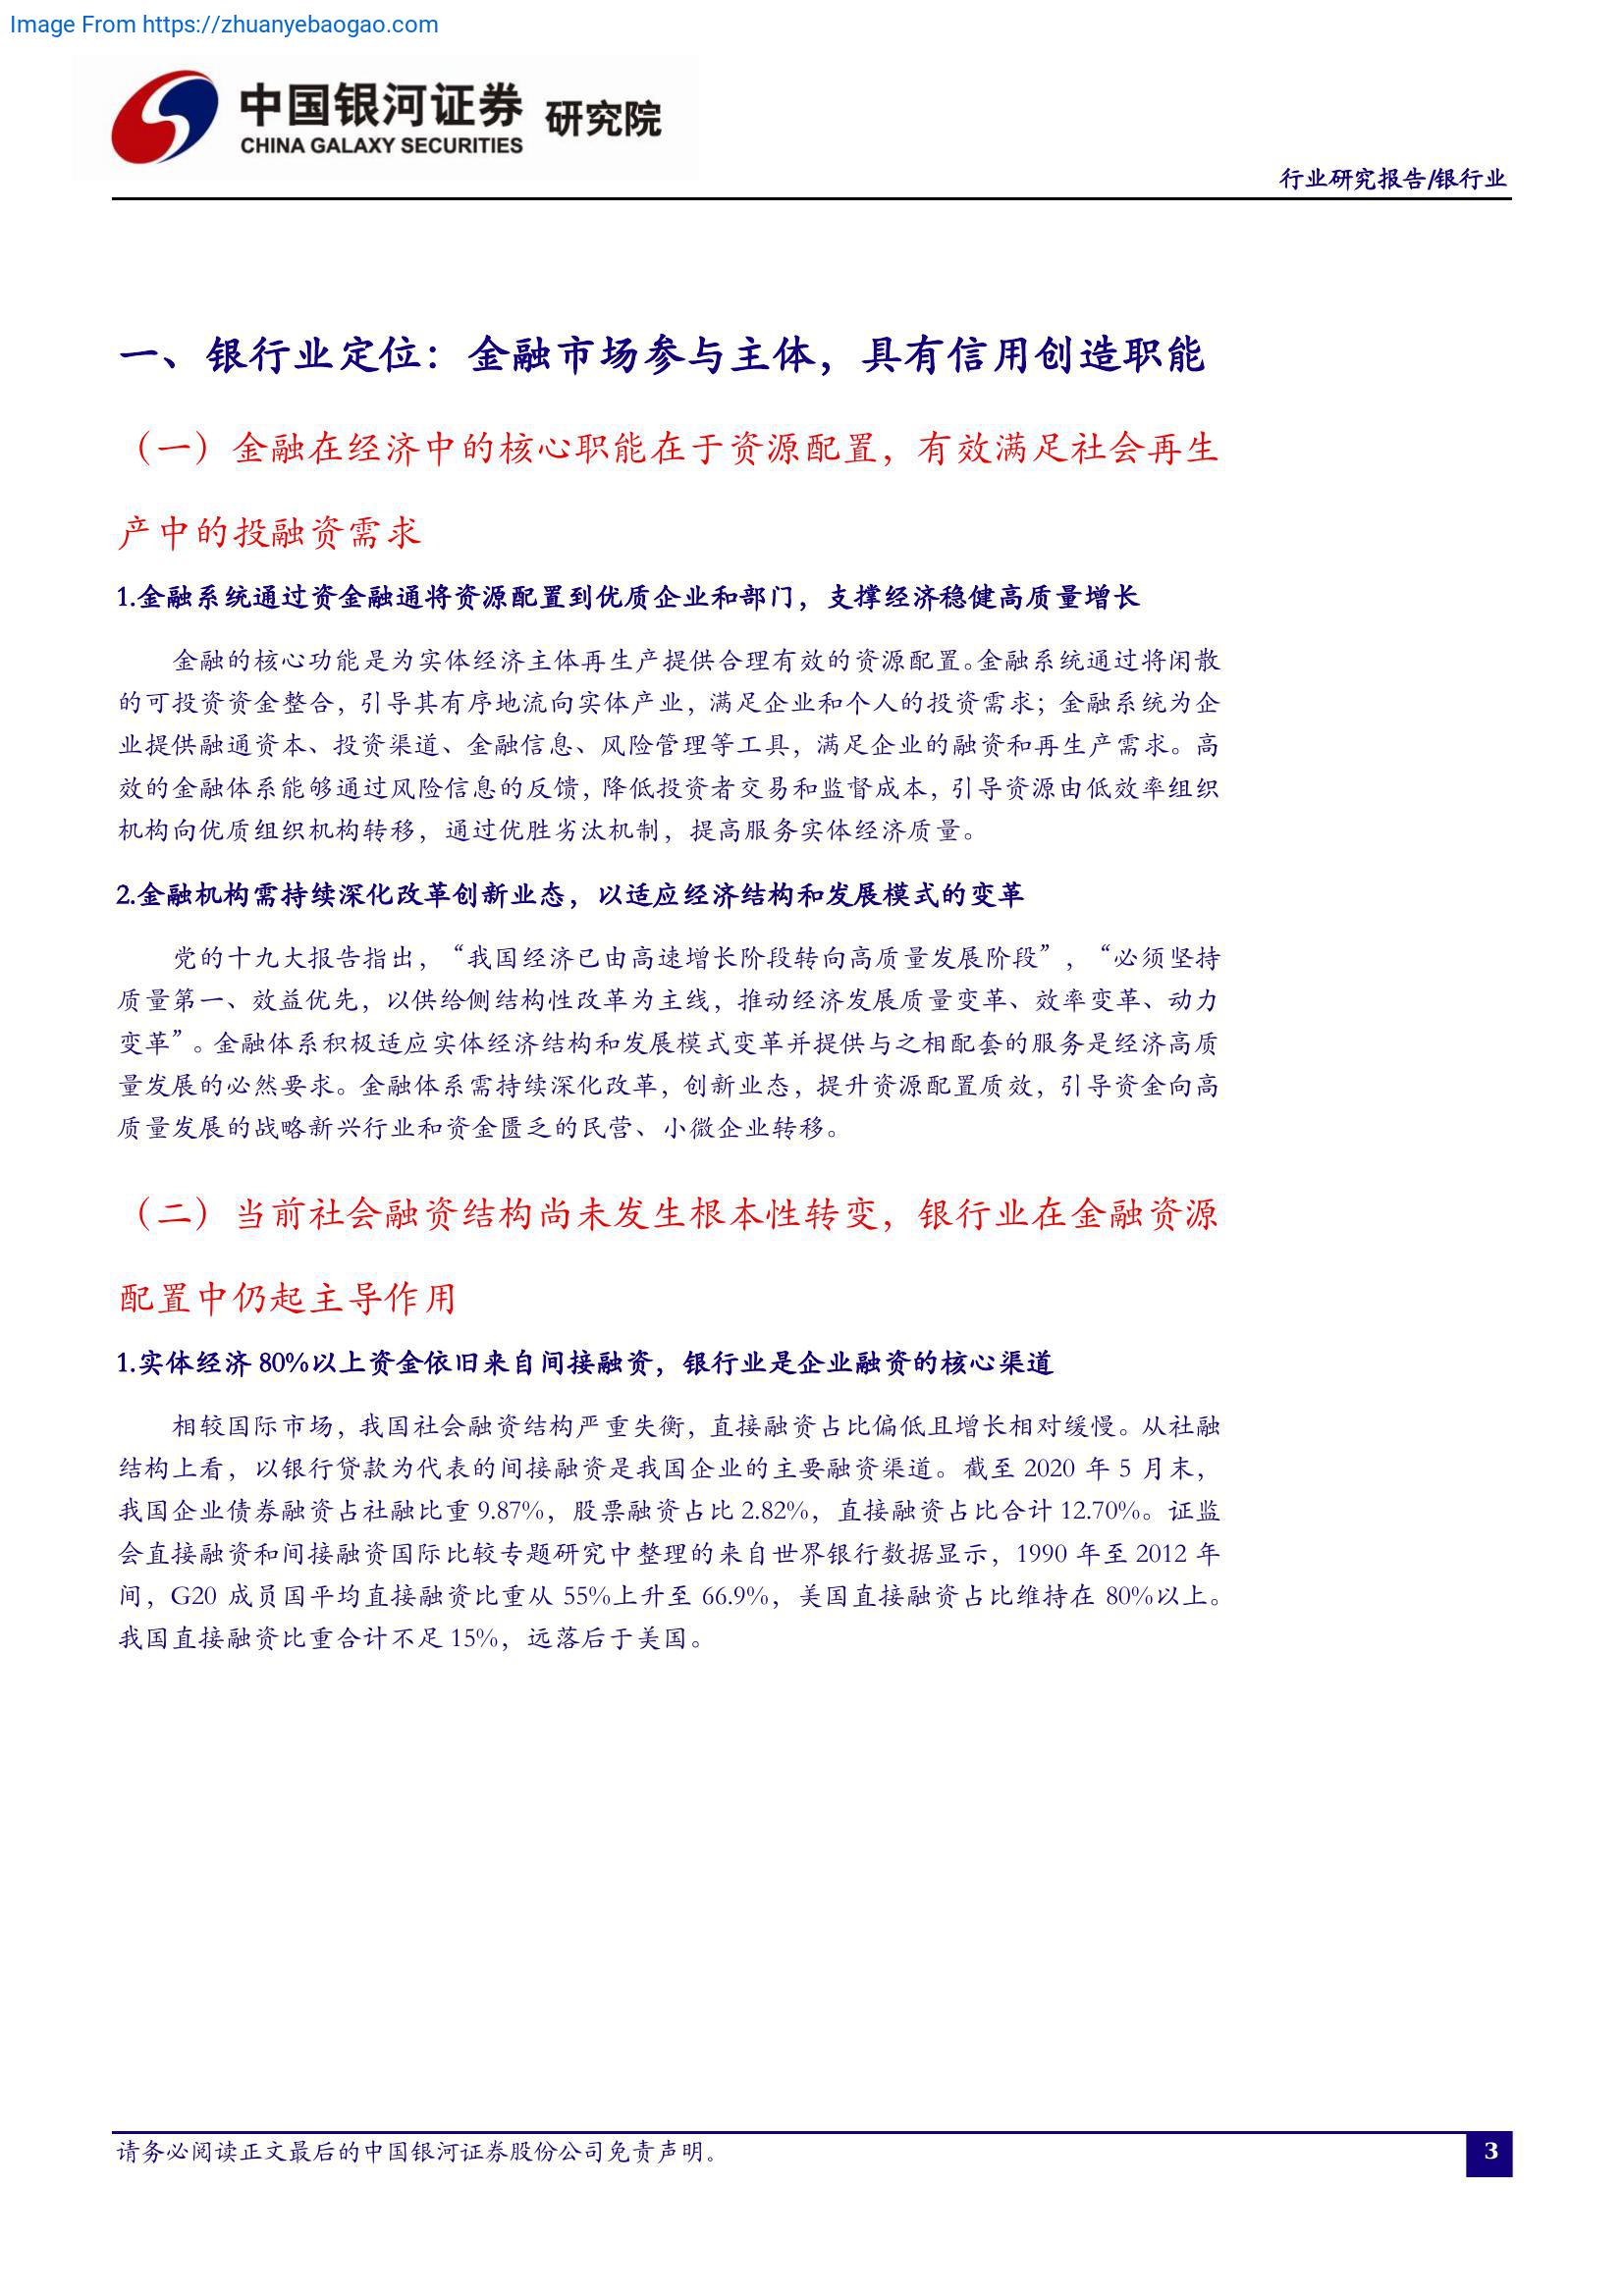 Image From https://zhuanyebaogao.com
中国银河证券 研究院
CHINA GALAXY SECURITIES
行业研究报告/银行业
一、银行业定位：金融市场参与主体，具有信用创造职能
（一）金融在经济中的核心职能在于资源配置，有效满足社会再生
产中的投融资需求
1.金融系统通过资金融通将资源配置到优质企业和部门，支撑经济稳健高质量增长
金融的核心功能是为实体经济主体再生产提供合理有效的资源配置。金融系统通过将闲散
的可投资资金整合，引导其有序地流向实体产业，满足企业和个人的投资需求；金融系统为企
业提供融通资本、投资渠道、金融信息、风险管理等工具，满足企业的融资和再生产需求。高
效的金融体系能够通过风险信息的反馈，降低投资者交易和监督成本，引导资源由低效率组织
机构向优质组织机构转移，通过优胜劣汰机制，提高服务实体经济质量。
2.金融机构需持续深化改革创新业态，以适应经济结构和发展模式的变革
党的十九大报告指出，“我国经济已由高速增长阶段转向高质量发展阶段”，“必须坚持
质量第一、效益优先，以供给侧结构性改革为主线，推动经济发展质量变革、效率变革、动力
变革”。金融体系积极适应实体经济结构和发展模式变革并提供与之相配套的服务是经济高质
量发展的必然要求。金融体系需持续深化改革，创新业态，提升资源配置质效，引导资金向高
质量发展的战略新兴行业和资金匮乏的民营、小微企业转移。
（二）当前社会融资结构尚未发生根本性转变，银行业在金融资源
配置中仍起主导作用
1.实体经济 80%以上资金依旧来自间接融资，银行业是企业融资的核心渠道
相较国际市场，我国社会融资结构严重失衡，直接融资占比偏低且增长相对缓慢。从社融
结构上看，以银行贷款为代表的间接融资是我国企业的主要融资渠道。截至 2020 年 5 月末，
我国企业债券融资占社融比重 9.87%，股票融资占比 2.82%，直接融资占比合计 12.70%。证监
会直接融资和间接融资国际比较专题研究中整理的来自世界银行数据显示，1990 年至 2012 年
间，G20 成员国平均直接融资比重从 55%上升至 66.9%，美国直接融资占比维持在 80%以上。
我国直接融资比重合计不足 15%，远落后于美国。
请务必阅读正文最后的中国银河证券股份公司免责声明。
3